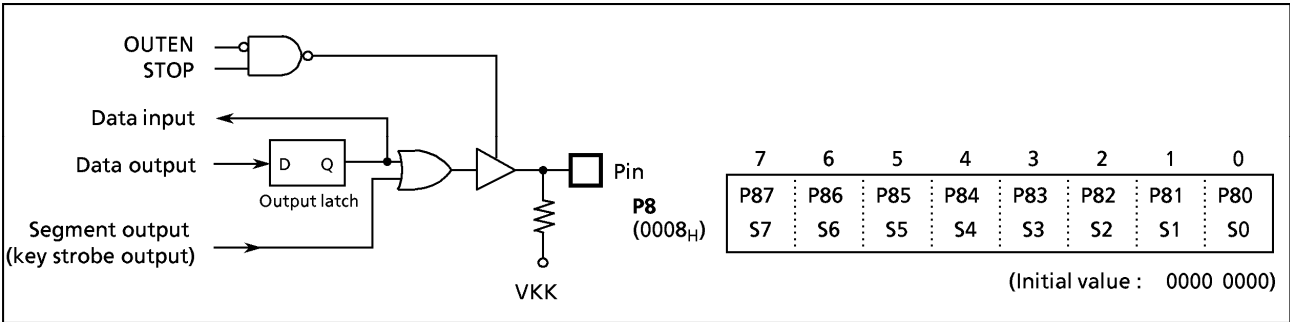 OUTEN
STOP
Data input
Data output
D Q
Output latch
Segment output
(key strobe output)
Pin
VKK
P8
(0008H)
7 6 5 4 3 2 1 0
P87 P86 P85 P84 P83 P82 P81 P80
S7 S6 S5 S4 S3 S2 S1 S0
(Initial value : 0000 0000)